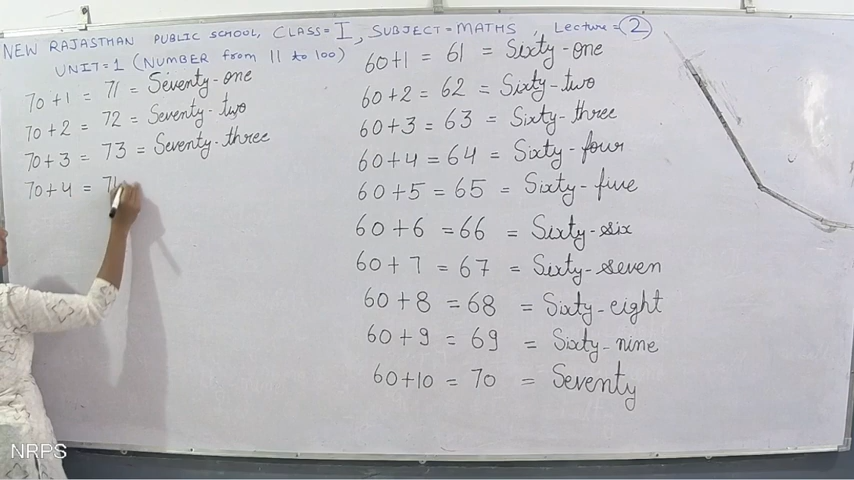 NEW RAJASTHAN PUBLIC SCHOOL, CLASS=I, SUBJECT=MATHS, Lecture=2
UNIT=1 (NUMBER from 11 to 100)
70+1 = 71 = Seventy-one
70+2 = 72 = Seventy-two
70+3 = 73 = Seventy-three
70+4 = 74
60+1 = 61 = Sixty-one
60+2 = 62 = Sixty-two
60+3 = 63 = Sixty-three
60+4 = 64 = Sixty-four
60+5 = 65 = Sixty-five
60+6 = 66 = Sixty-six
60+7 = 67 = Sixty-seven
60+8 = 68 = Sixty-eight
60+9 = 69 = Sixty-nine
60+10 = 70 = Seventy
NRPS